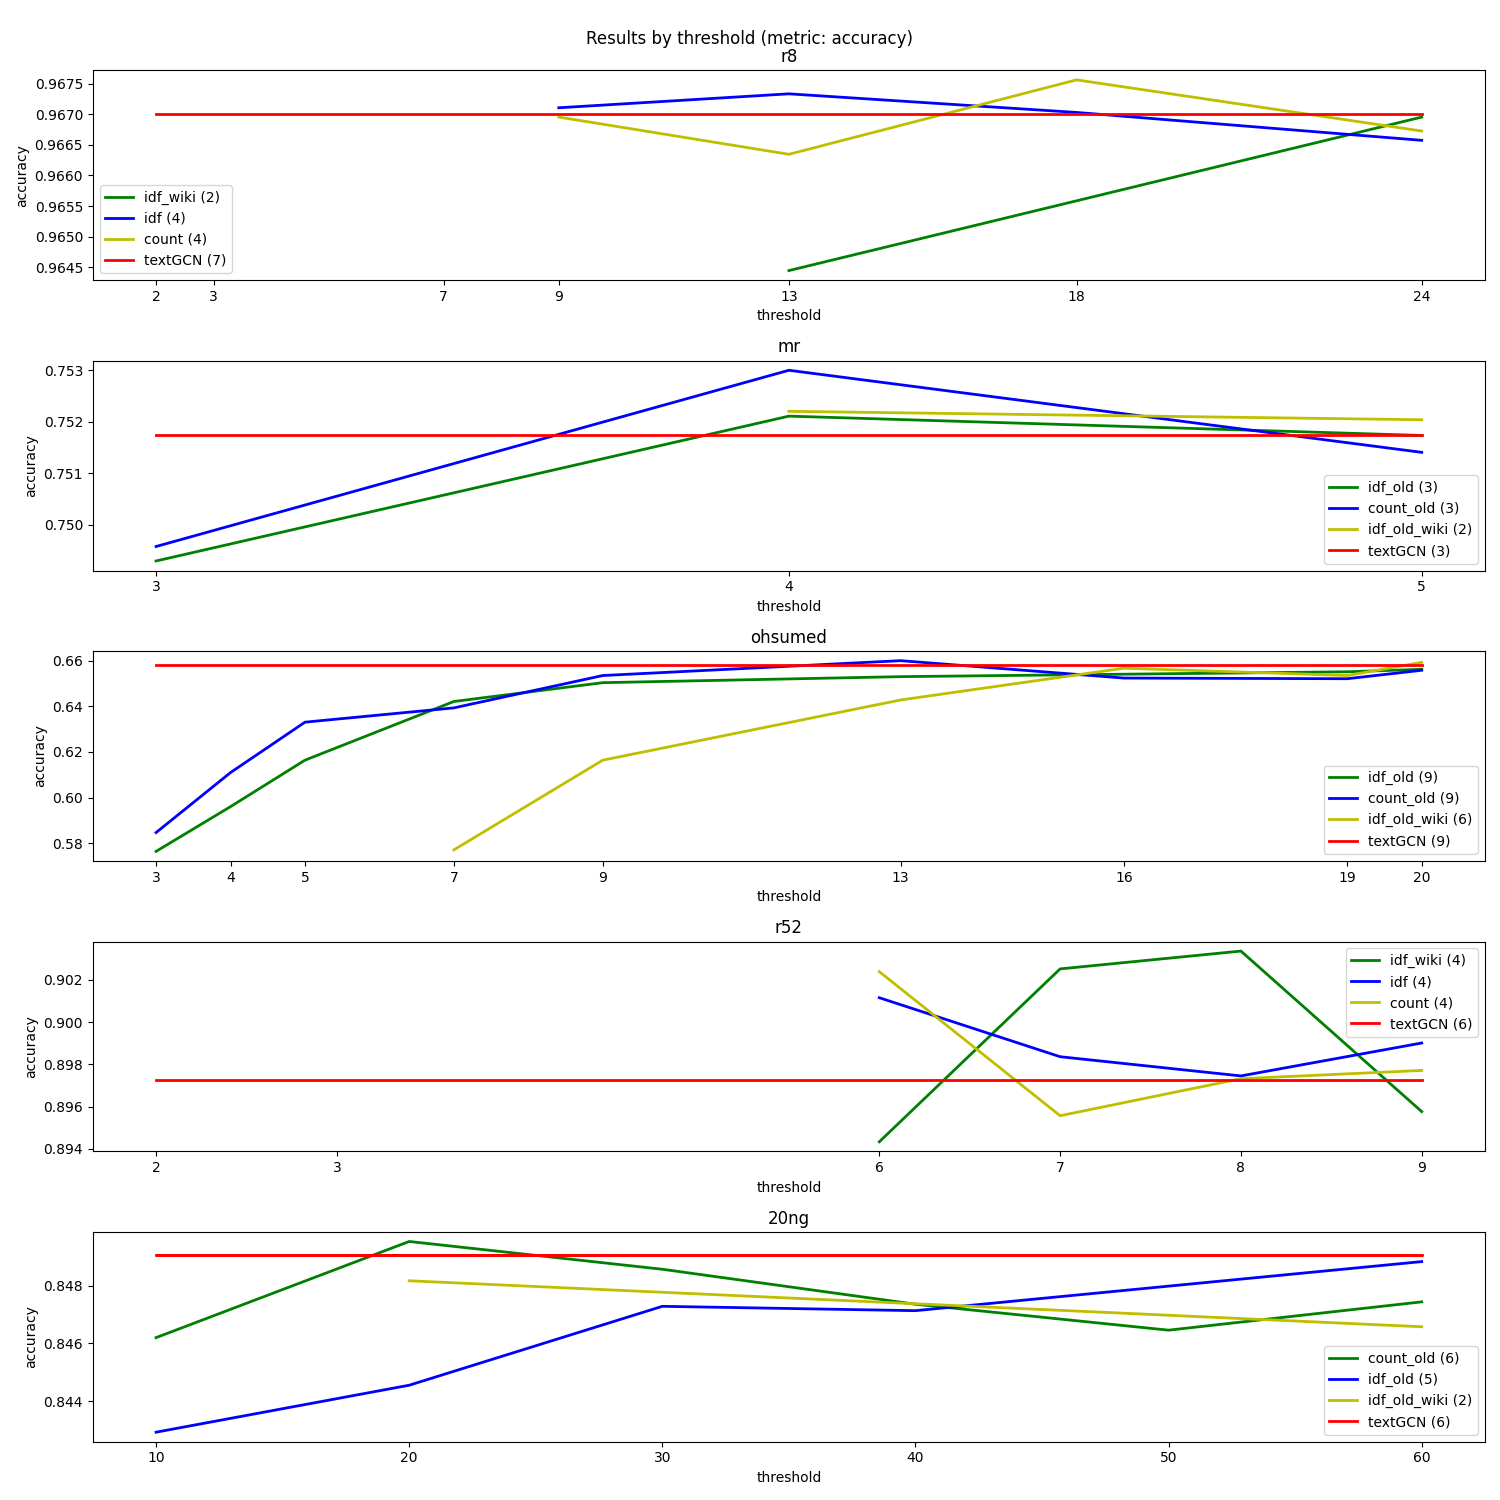 Results by threshold (metric: accuracy)
r8
0.9675
0.9670
0.9665
0.9660
0.9655
0.9650
0.9645
accuracy
idf_wiki (2)
idf (4)
count (4)
textGCN (7)
2 3 7 9 13 18 24
threshold
mr
0.753
0.752
0.751
0.750
accuracy
idf_old (3)
count_old (3)
idf_old_wiki (2)
textGCN (3)
3 4 5
threshold
ohsumed
0.66
0.64
0.62
0.60
0.58
accuracy
idf_old (9)
count_old (9)
idf_old_wiki (6)
textGCN (9)
3 4 5 7 9 13 16 19 20
threshold
r52
0.902
0.900
0.898
0.896
0.894
accuracy
idf_wiki (4)
idf (4)
count (4)
textGCN (6)
2 3 6 7 8 9
threshold
20ng
0.848
0.846
0.844
accuracy
count_old (6)
idf_old (5)
idf_old_wiki (2)
textGCN (6)
10 20 30 40 50 60
threshold